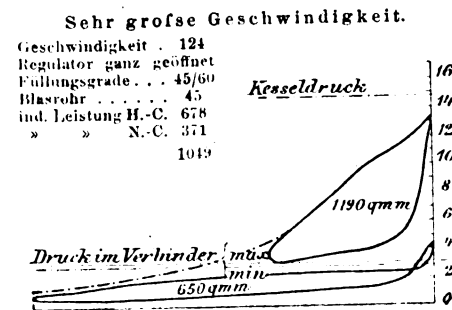 Sehr große Geschwindigkeit.
Geschwindigkeit . 124
Regulator ganz geöffnet
Füllungsgrade . . . 45/60
Blasrohr . . . . . . 45
ind. Leistung H.-C. 678
» » N.-C. 371
1049
Kesseldruck
16
14
12
10
8
6
4
2
0
1190 qmm
Druck im Verbinder
max
min
650 qmm